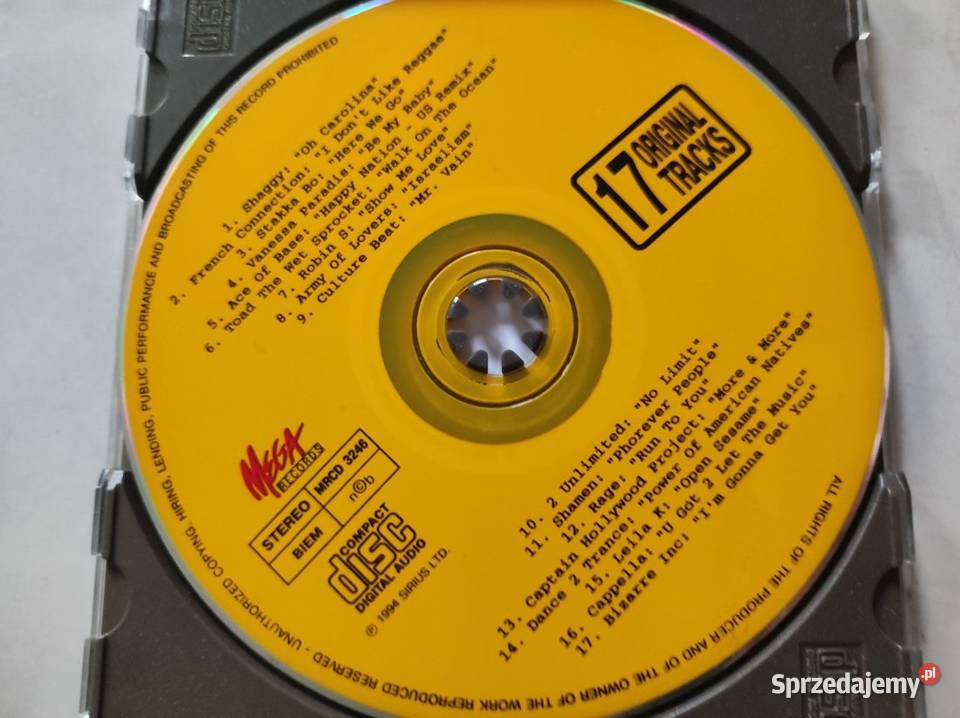 UNAUTHORIZED COPYING, HIRING, LENDING, PUBLIC PERFORMANCE AND BROADCASTING OF THIS RECORD PROHIBITED
1. Shaggy: "Oh Carolina"
2. French Connection: "I Don't Like Reggae"
3. Stakka Bo: "Here We Go"
4. Vanessa Paradis: "Be My Baby"
5. Ace Of Base: "Happy Nation, US Remix"
6. Toad The Wet Sprocket: "Walk On The Ocean"
7. Robin S: "Show Me Love"
8. Army of Lovers: "Israelism"
9. Culture Beat: "Mr. Vain"
17 ORIGINAL
TRACKS
MEGA
RECORDS
STEREO
MRCD 3246
BIEM
n©b
COMPACT
disc
DIGITAL AUDIO
℗ 1994 SIRIUS LTD.
10. 2 Unlimited: "No Limit"
11. Shamen: "Phorever People"
12. Rage: "Run To You"
13. Captain Hollywood Project: "More & More"
14. Dance 2 Trance: "Power Of American Natives"
15. Leila K: "Open Sesame"
16. Cappella: "U Got 2 Let The Music"
17. Bizarre Inc: "I'm Gonna Get You"
ALL RIGHTS OF THE PRODUCER AND OF THE OWNER OF THE WORK REPRODUCED RESERVED -
disc
Sprzedajemy.pl